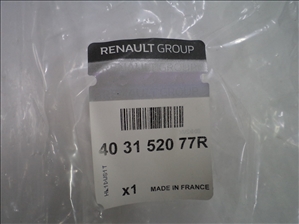 RENAULT GROUP
40 31 520 77R
x1 MADE IN FRANCE